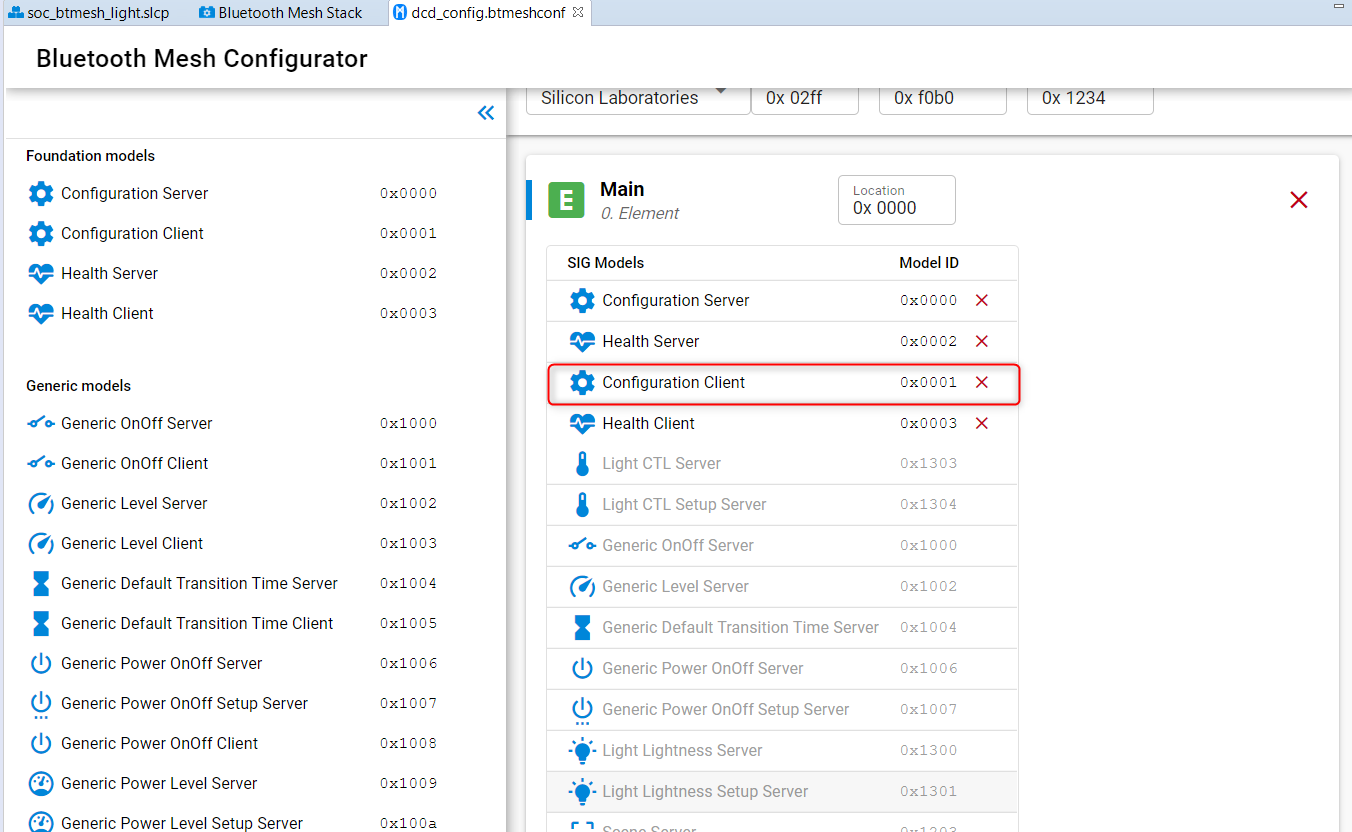 soc_btmesh_light.slcp Bluetooth Mesh Stack dcd_config.btmeshconf
Bluetooth Mesh Configurator
Silicon Laboratories 0x 02ff 0x f0b0 0x 1234
Foundation models
Configuration Server 0x0000
Configuration Client 0x0001
Health Server 0x0002
Health Client 0x0003
Generic models
Generic OnOff Server 0x1000
Generic OnOff Client 0x1001
Generic Level Server 0x1002
Generic Level Client 0x1003
Generic Default Transition Time Server 0x1004
Generic Default Transition Time Client 0x1005
Generic Power OnOff Server 0x1006
Generic Power OnOff Setup Server 0x1007
Generic Power OnOff Client 0x1008
Generic Power Level Server 0x1009
Generic Power Level Setup Server 0x100a
E
Main
0. Element
Location
0x 0000
SIG Models Model ID
Configuration Server 0x0000
Health Server 0x0002
Configuration Client 0x0001
Health Client 0x0003
Light CTL Server 0x1303
Light CTL Setup Server 0x1304
Generic OnOff Server 0x1000
Generic Level Server 0x1002
Generic Default Transition Time Server 0x1004
Generic Power OnOff Server 0x1006
Generic Power OnOff Setup Server 0x1007
Light Lightness Server 0x1300
Light Lightness Setup Server 0x1301
Scene Server 0x1203